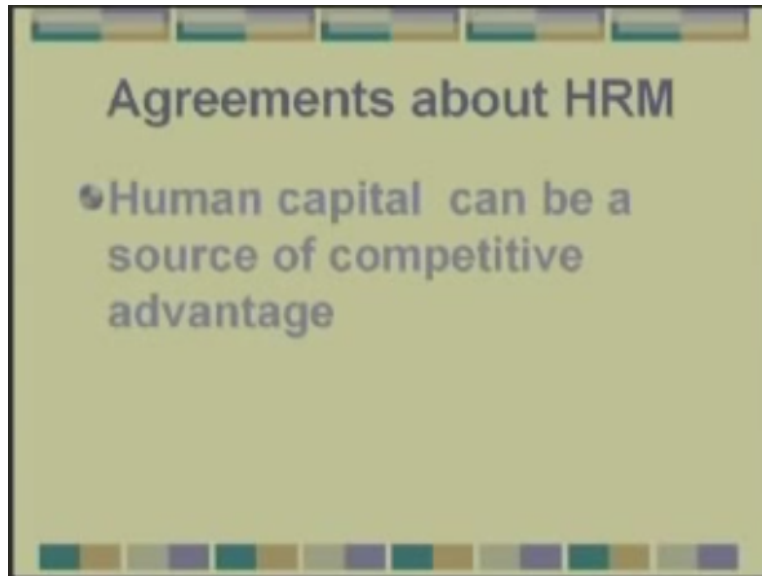 Agreements about HRM
Human capital can be a
source of competitive
advantage